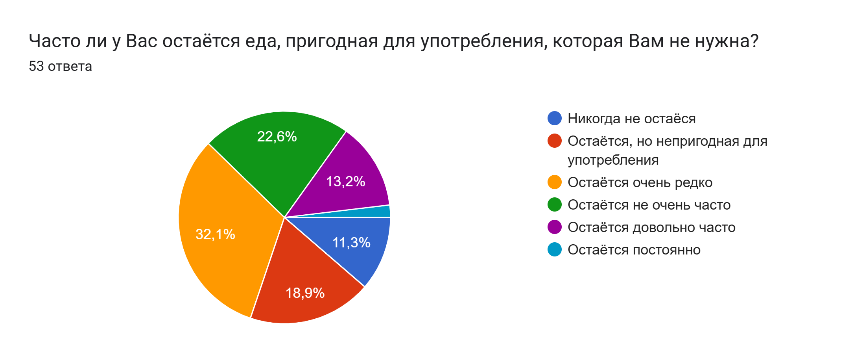 Часто ли у Вас остаётся еда, пригодная для употребления, которая Вам не нужна?
53 ответа
22,6%
13,2%
32,1%
11,3%
18,9%
Никогда не остаёся
Остаётся, но непригодная для
употребления
Остаётся очень редко
Остаётся не очень часто
Остаётся довольно часто
Остаётся постоянно